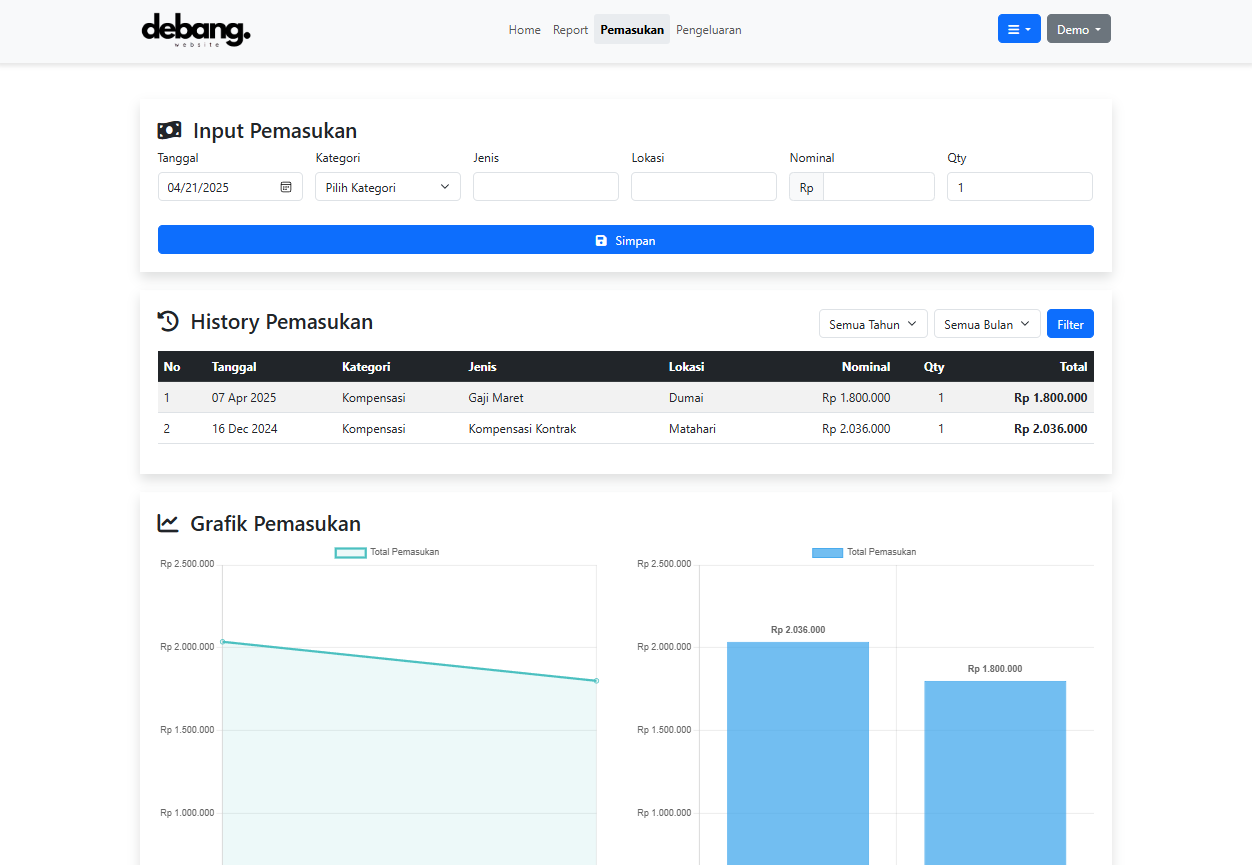 debang.
website
Home Report Pemasukan Pengeluaran
Demo
Input Pemasukan
Tanggal Kategori Jenis Lokasi Nominal Qty
04/21/2025 Pilih Kategori Rp 1
Simpan
History Pemasukan
Semua Tahun Semua Bulan Filter
No Tanggal Kategori Jenis Lokasi Nominal Qty Total
1 07 Apr 2025 Kompensasi Gaji Maret Dumai Rp 1.800.000 1 Rp 1.800.000
2 16 Dec 2024 Kompensasi Kompensasi Kontrak Matahari Rp 2.036.000 1 Rp 2.036.000
Grafik Pemasukan
Total Pemasukan
Rp 2.500.000
Rp 2.000.000
Rp 1.500.000
Rp 1.000.000
Total Pemasukan
Rp 2.500.000
Rp 2.036.000
Rp 2.000.000
Rp 1.800.000
Rp 1.500.000
Rp 1.000.000